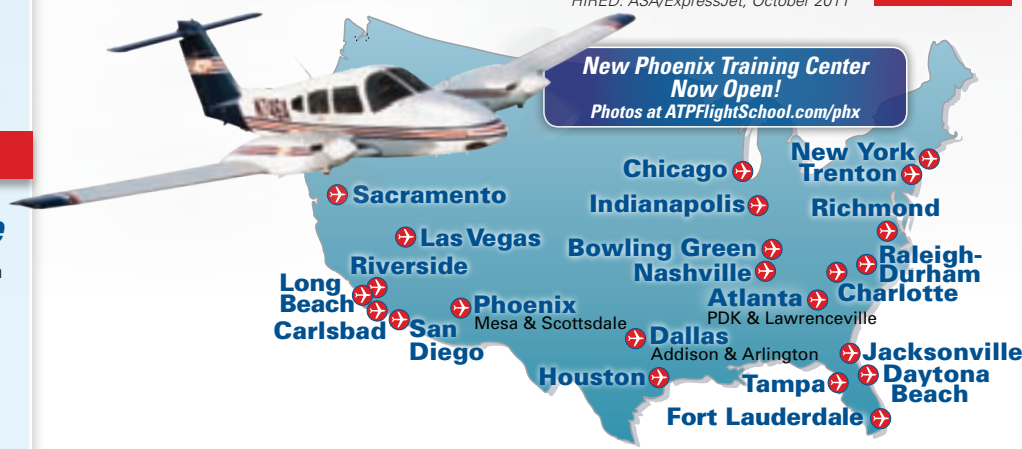 HIRED: ASA/ExpressJet, October 2011
New Phoenix Training Center
Now Open!
Photos at ATPFlightSchool.com/phx
Chicago
New York
Trenton
Sacramento
Indianapolis
Richmond
Las Vegas
Bowling Green
Riverside
Nashville
Raleigh-
Durham
Long
Beach
Phoenix
Mesa & Scottsdale
Atlanta
PDK & Lawrenceville
Charlotte
Carlsbad
San
Diego
Dallas
Addison & Arlington
Jacksonville
Houston
Tampa
Daytona
Beach
Fort Lauderdale